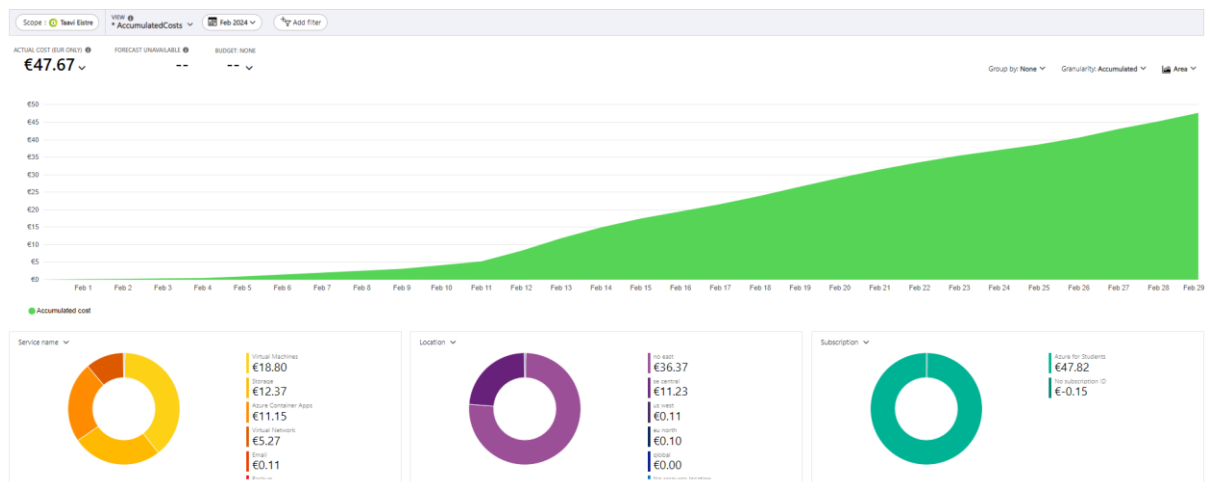 Scope : Taavi Eistre
VIEW
* AccumulatedCosts
Feb 2024
Add filter
ACTUAL COST (EUR ONLY)
FORECAST UNAVAILABLE
BUDGET: NONE
€47.67
--
--
Group by: None
Granularity: Accumulated
Area
€50
€45
€40
€35
€30
€25
€20
€15
€10
€5
€0
Feb 1 Feb 2 Feb 3 Feb 4 Feb 5 Feb 6 Feb 7 Feb 8 Feb 9 Feb 10 Feb 11 Feb 12 Feb 13 Feb 14 Feb 15 Feb 16 Feb 17 Feb 18 Feb 19 Feb 20 Feb 21 Feb 22 Feb 23 Feb 24 Feb 25 Feb 26 Feb 27 Feb 28 Feb 29
Accumulated cost
Service name
Virtual Machines
€18.80
Storage
€12.37
Azure Container Apps
€11.15
Virtual Network
€5.27
Email
€0.11
Location
no east
€36.37
se central
€11.23
us west
€0.11
eu north
€0.10
global
€0.00
Subscription
Azure for Students
€47.82
No subscription ID
€-0.15